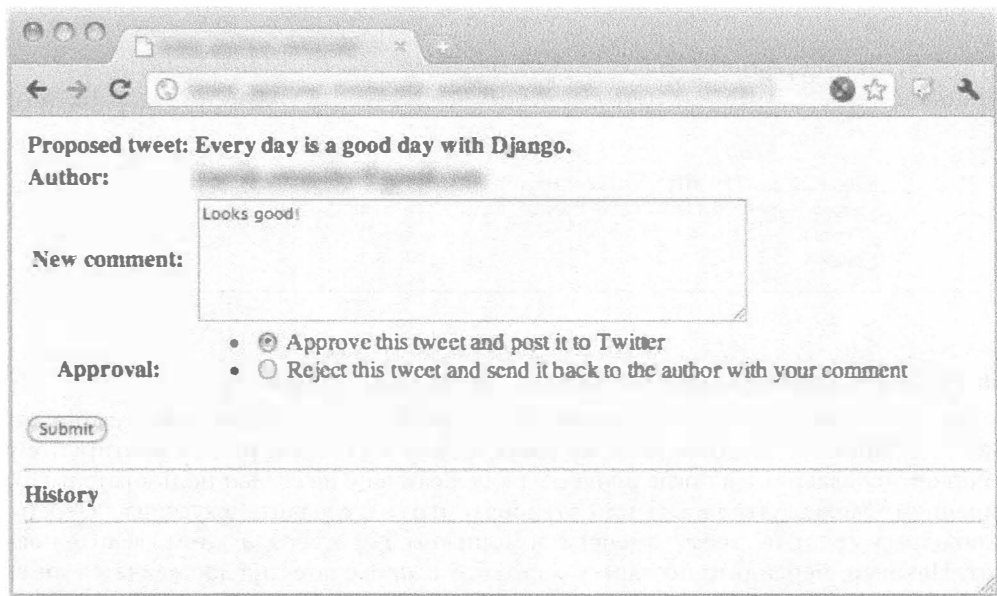 Proposed tweet: Every day is a good day with Django.
Author:
New comment:
Looks good!
Approval:
Approve this tweet and post it to Twitter
Reject this tweet and send it back to the author with your comment
Submit
History